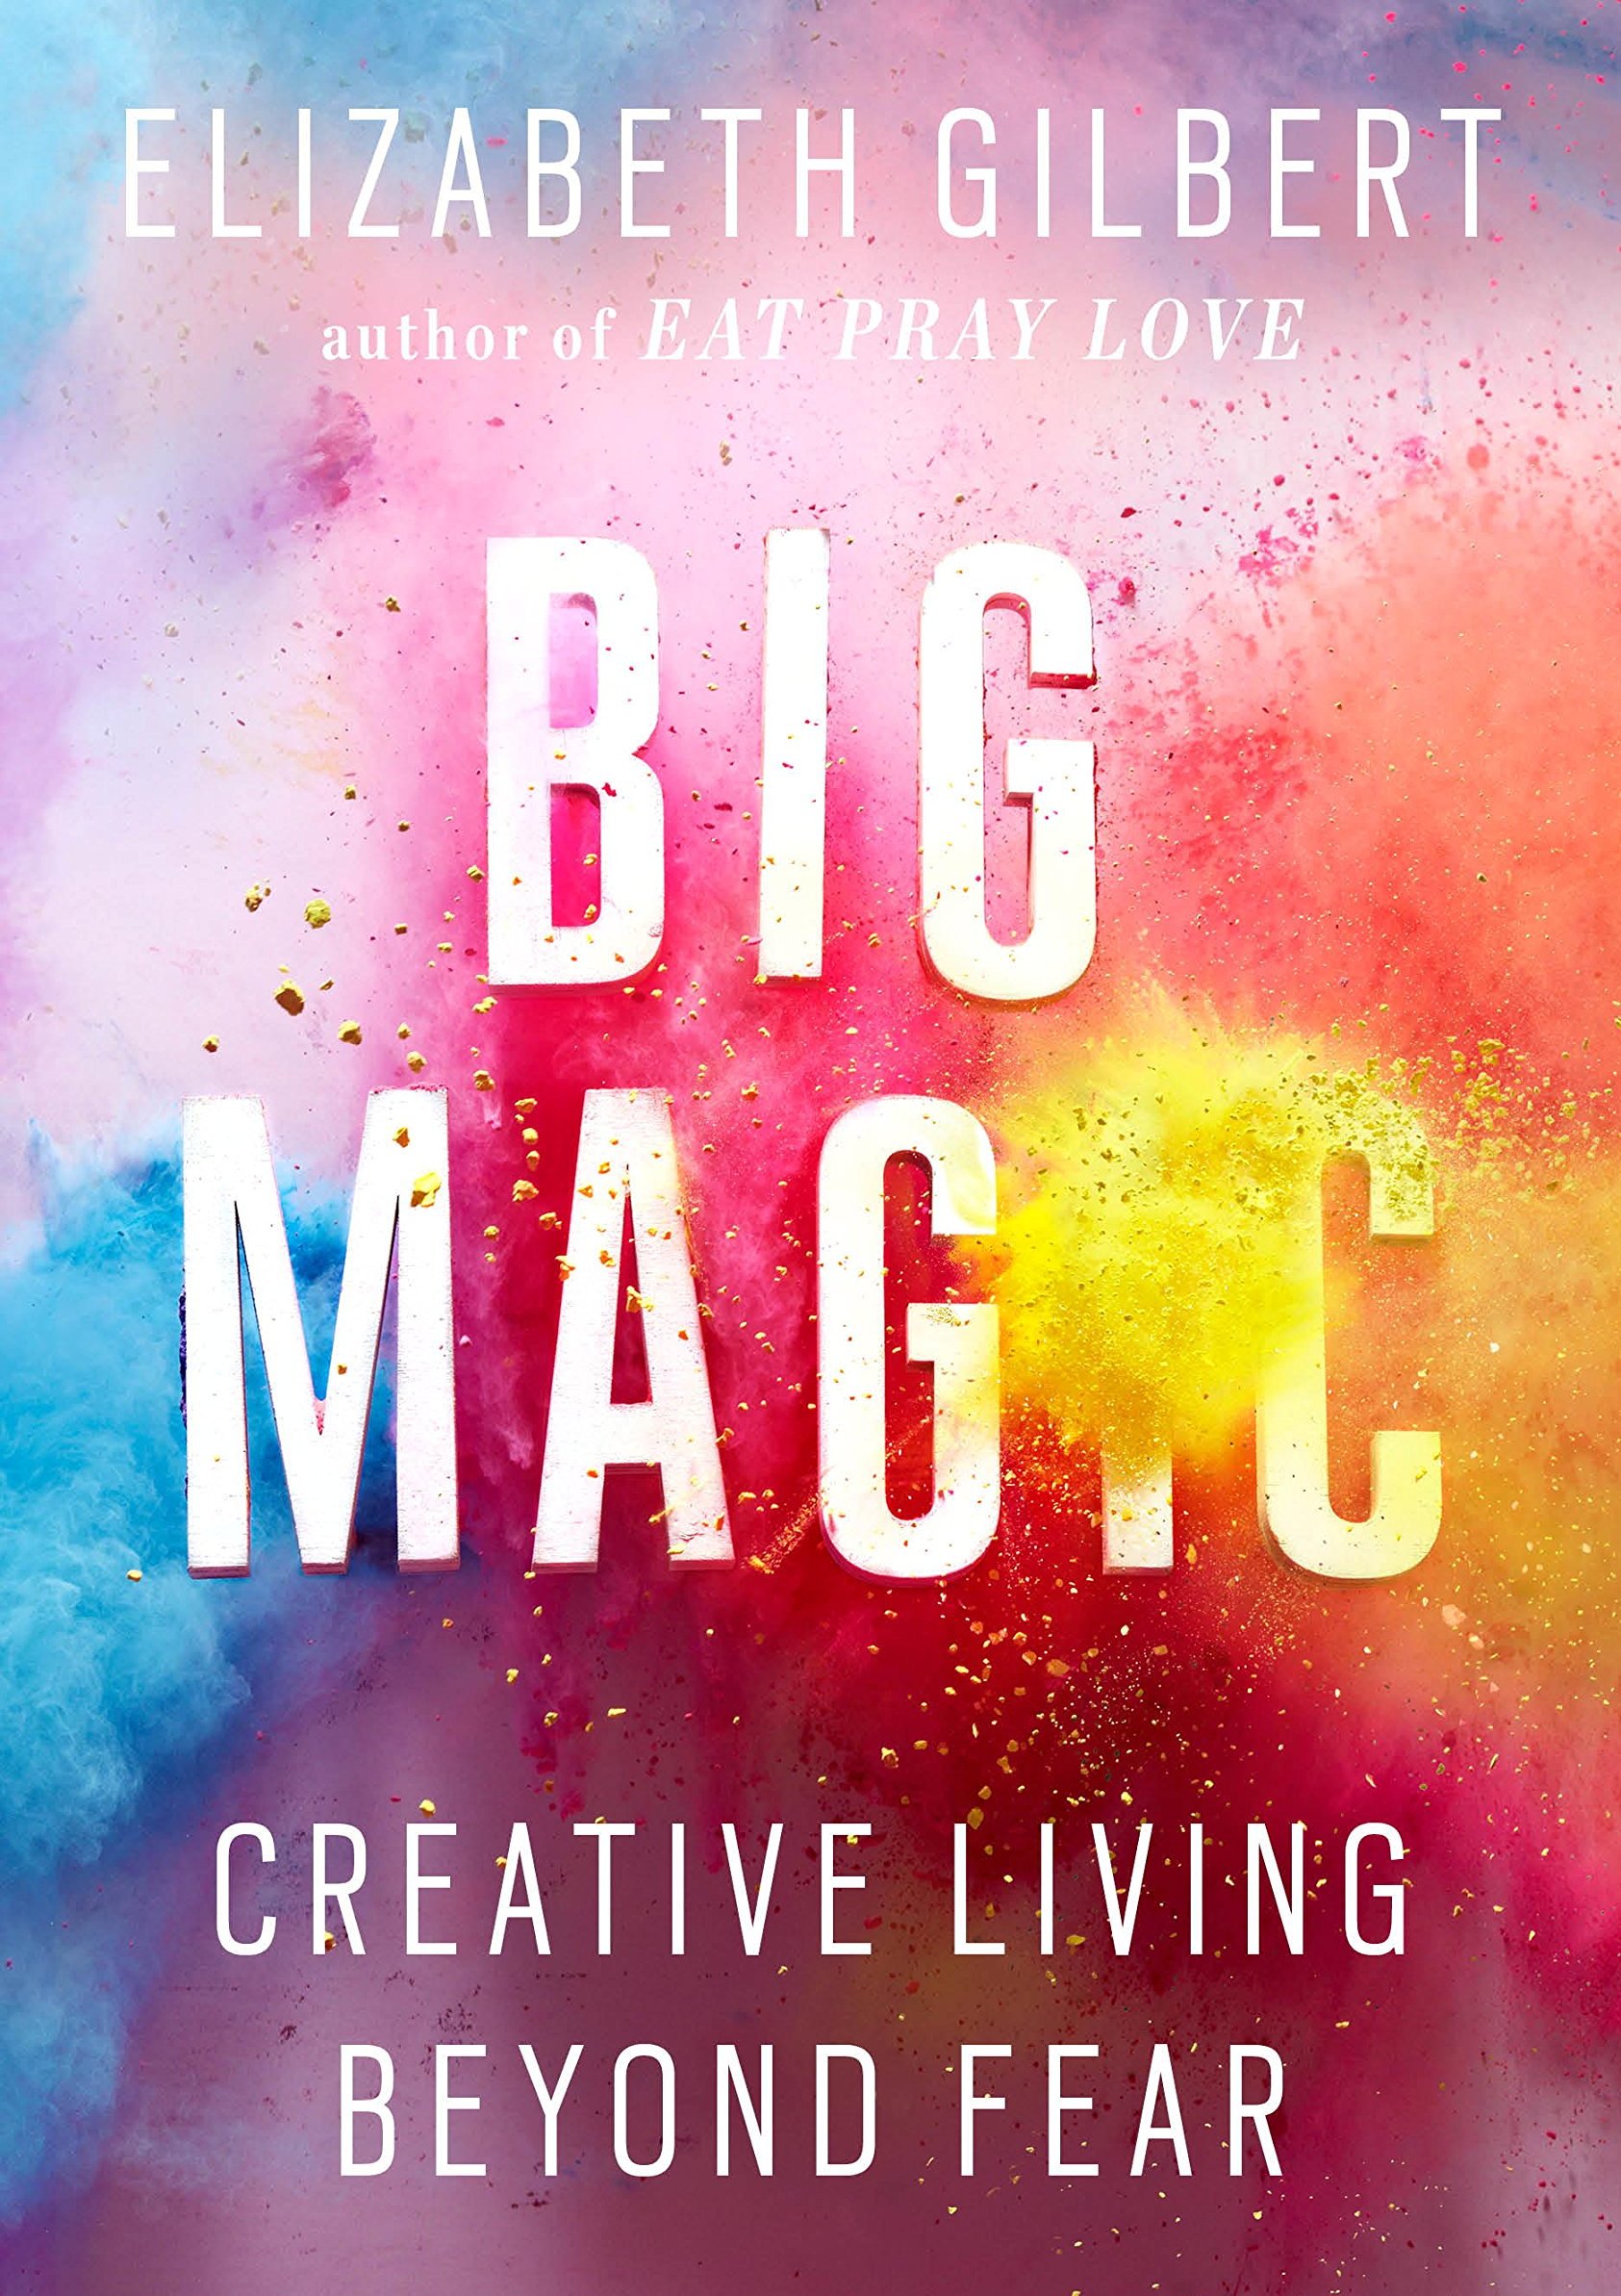 ELIZABETH GILBERT
author of EAT PRAY LOVE
BIG
MAGIC
CREATIVE LIVING
BEYOND FEAR